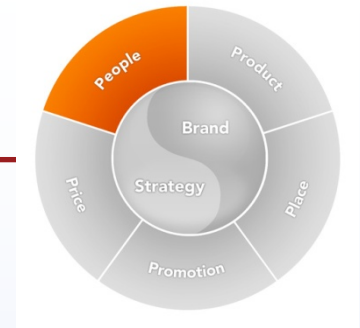 People
Product
Brand
Strategy
Price
Place
Promotion